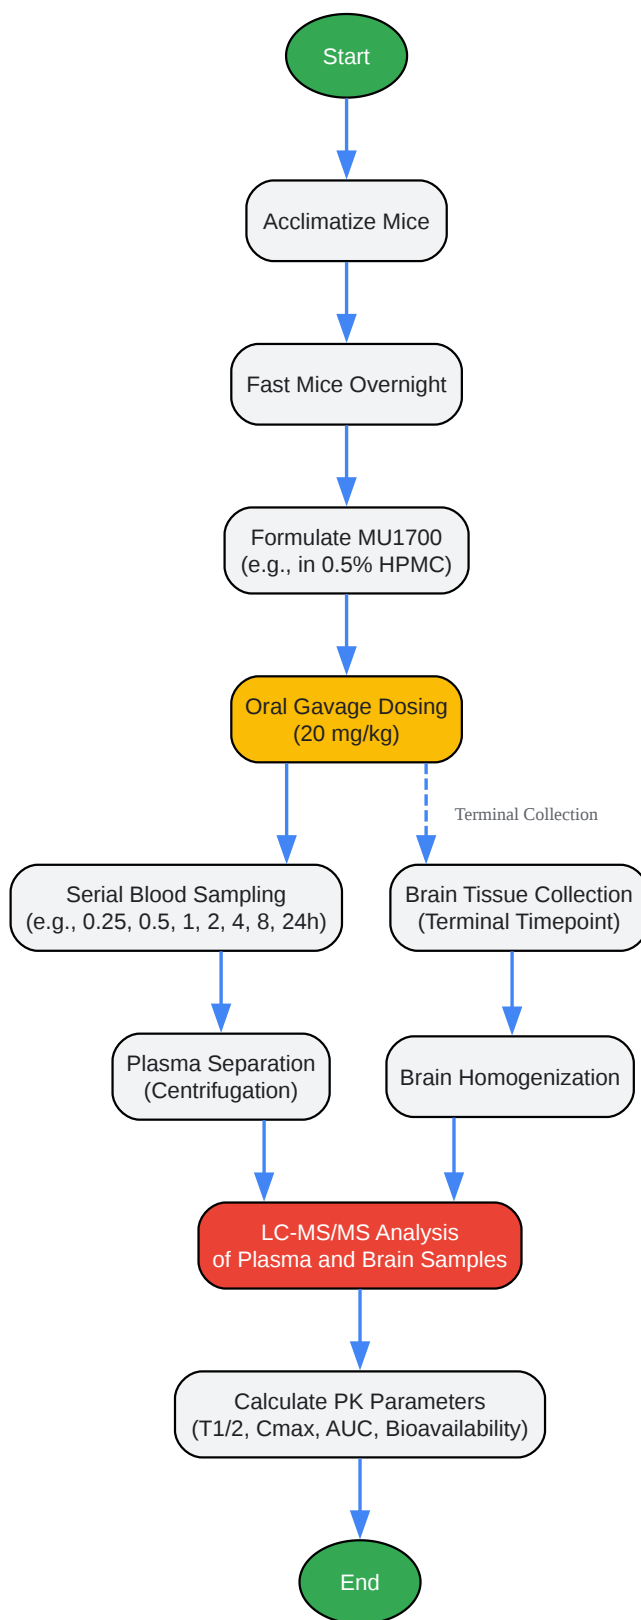 Start
Acclimatize Mice
Fast Mice Overnight
Formulate MU1700
(e.g., in 0.5% HPMC)
Oral Gavage Dosing
(20 mg/kg)
Terminal Collection
Serial Blood Sampling
(e.g., 0.25, 0.5, 1, 2, 4, 8, 24h)
Brain Tissue Collection
(Terminal Timepoint)
Plasma Separation
(Centrifugation)
Brain Homogenization
LC-MS/MS Analysis
of Plasma and Brain Samples
Calculate PK Parameters
(T1/2, Cmax, AUC, Bioavailability)
End